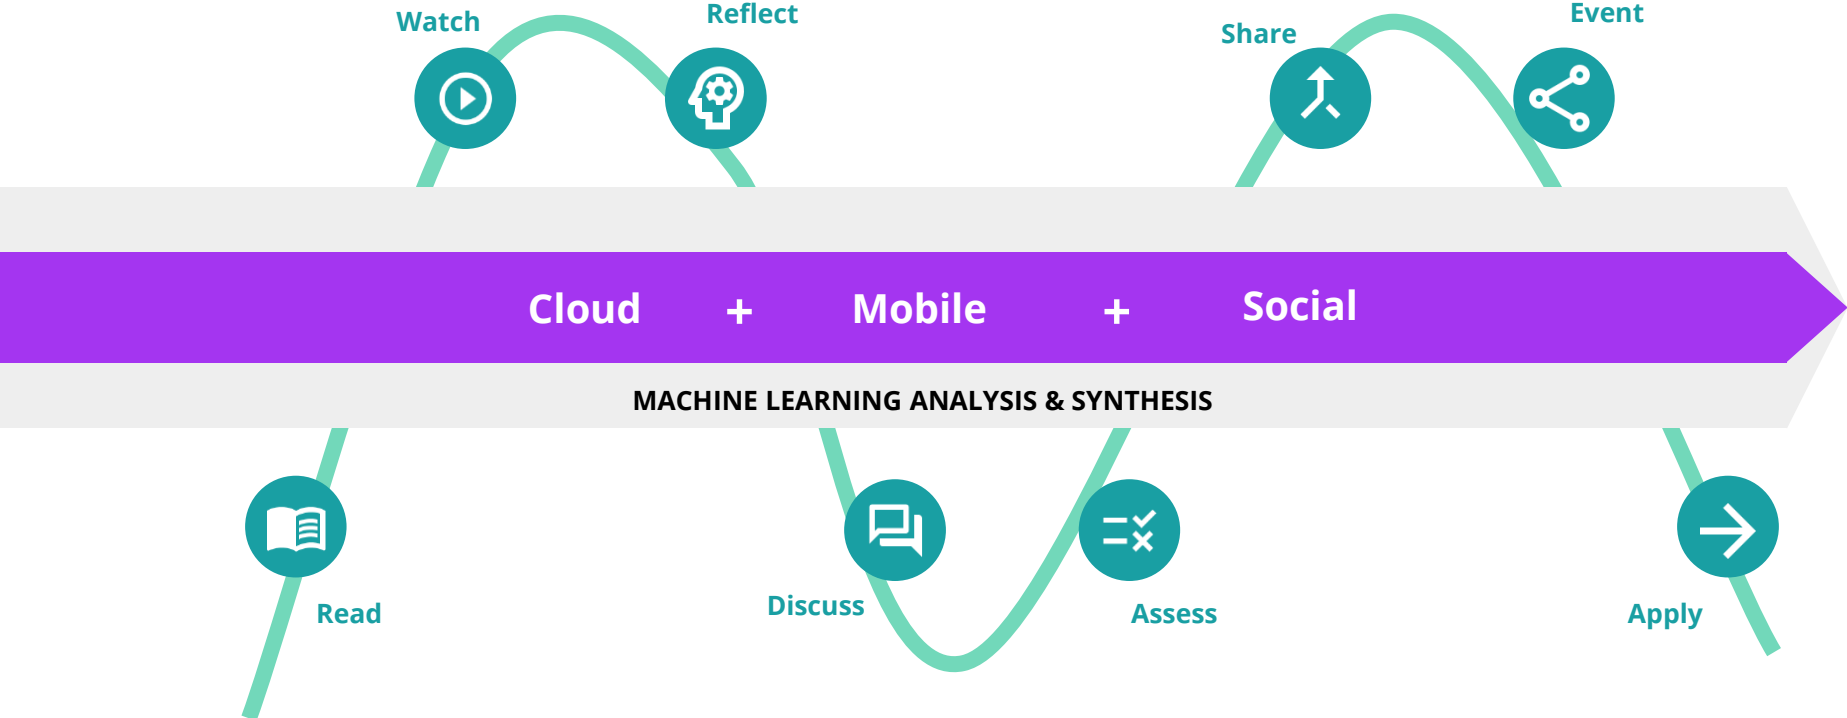 Watch
Reflect
Share
Event
Cloud + Mobile + Social
MACHINE LEARNING ANALYSIS & SYNTHESIS
Read
Discuss
Assess
Apply